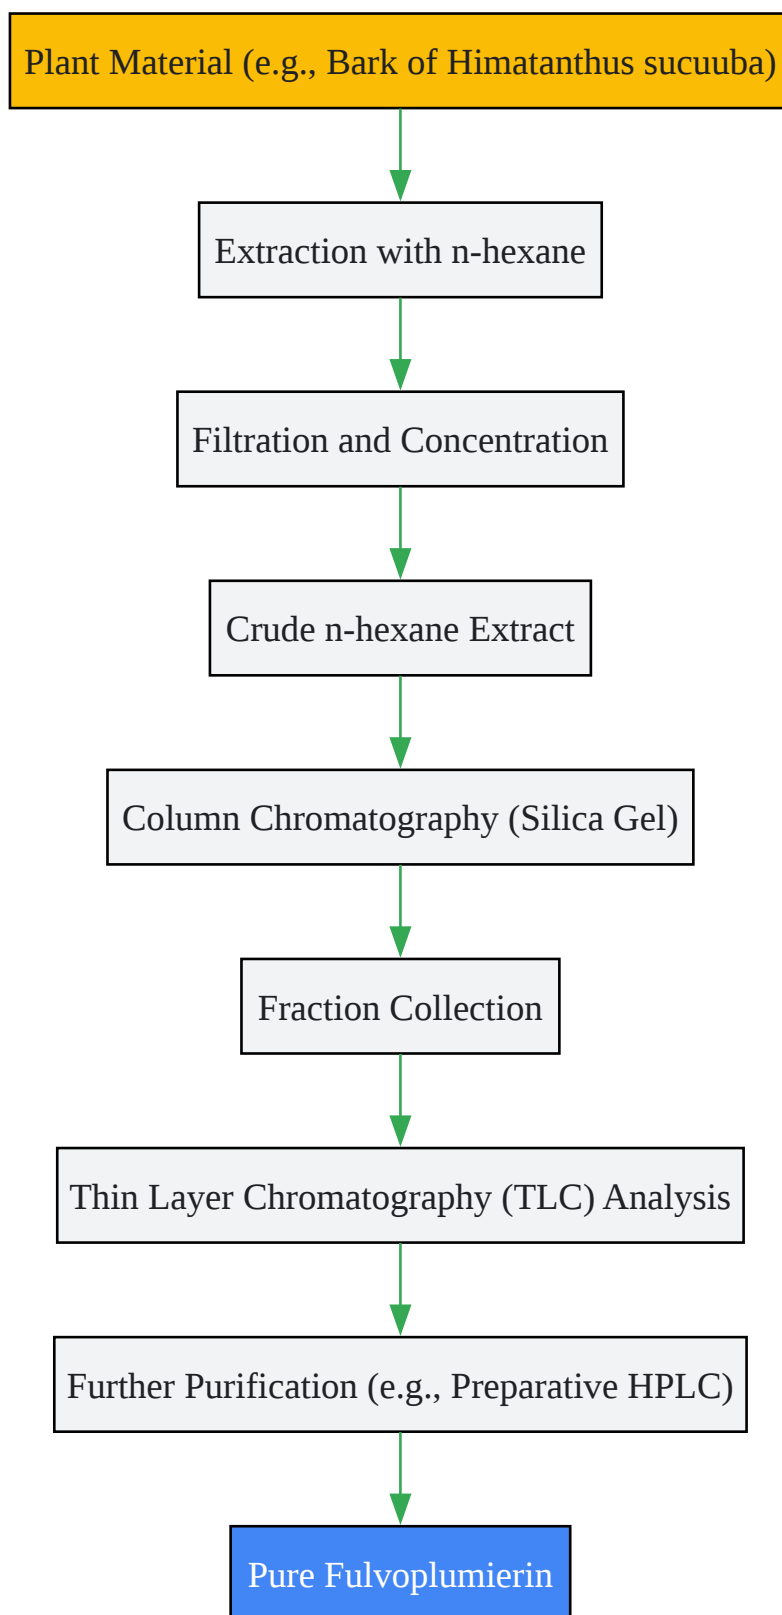 Plant Material (e.g., Bark of Himatanthus sucuuba)
Extraction with n-hexane
Filtration and Concentration
Crude n-hexane Extract
Column Chromatography (Silica Gel)
Fraction Collection
Thin Layer Chromatography (TLC) Analysis
Further Purification (e.g., Preparative HPLC)
Pure Fulvoplumierin